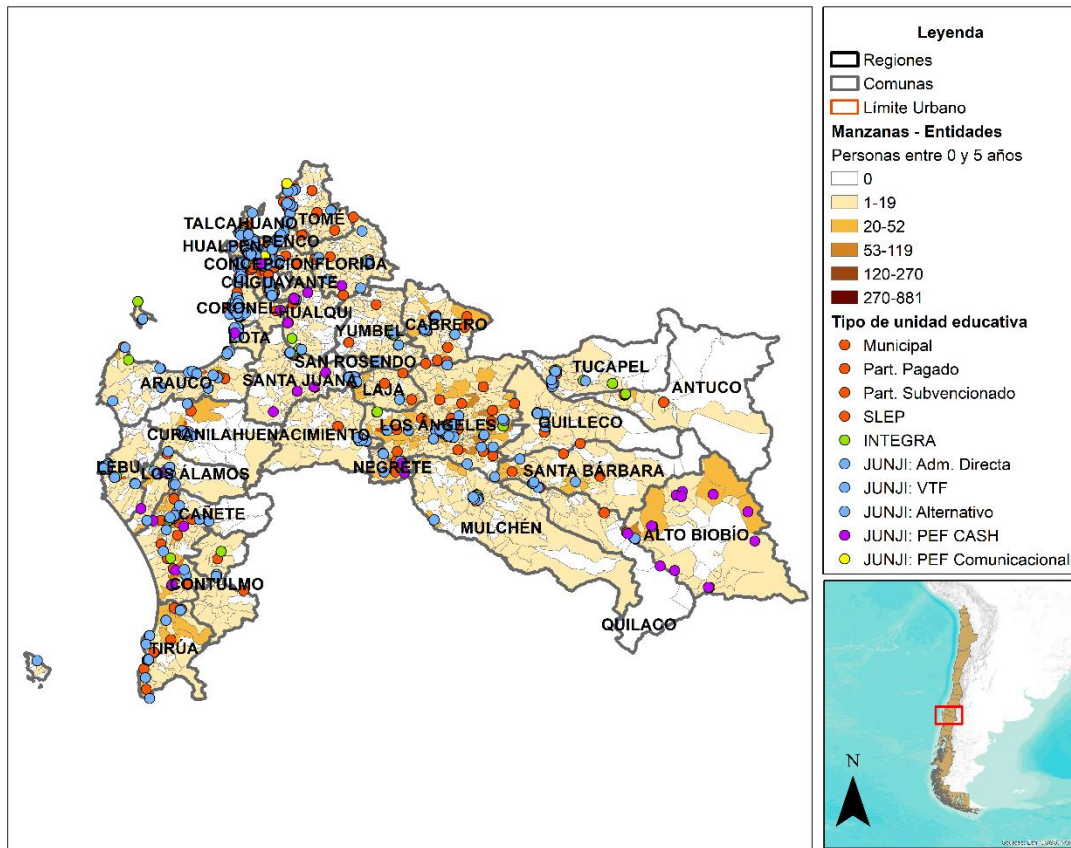 TALCAHUANO
TOMÉ
HUALPÉN
PENCO
CONCEPCIÓN
FLORIDA
CHIGUAYANTE
CORONEL
HUALQUI
LOTA
YUMBEL
CABRERO
SAN ROSENDO
TUCAPEL
ARAUCO
SANTA JUANA
LAJA
ANTUCO
CURANILAHUE
NACIMIENTO
LOS ÁNGELES
QUILLECO
LEBU
LOS ÁLAMOS
NEGRETE
SANTA BÁRBARA
CAÑETE
MULCHÉN
ALTO BIOBÍO
CONTULMO
QUILACO
TIRÚA
Leyenda
Regiones
Comunas
Límite Urbano
Manzanas - Entidades
Personas entre 0 y 5 años
0
1-19
20-52
53-119
120-270
270-881
Tipo de unidad educativa
Municipal
Part. Pagado
Part. Subvencionado
SLEP
INTEGRA
JUNJI: Adm. Directa
JUNJI: VTF
JUNJI: Alternativo
JUNJI: PEF CASH
JUNJI: PEF Comunicacional
N